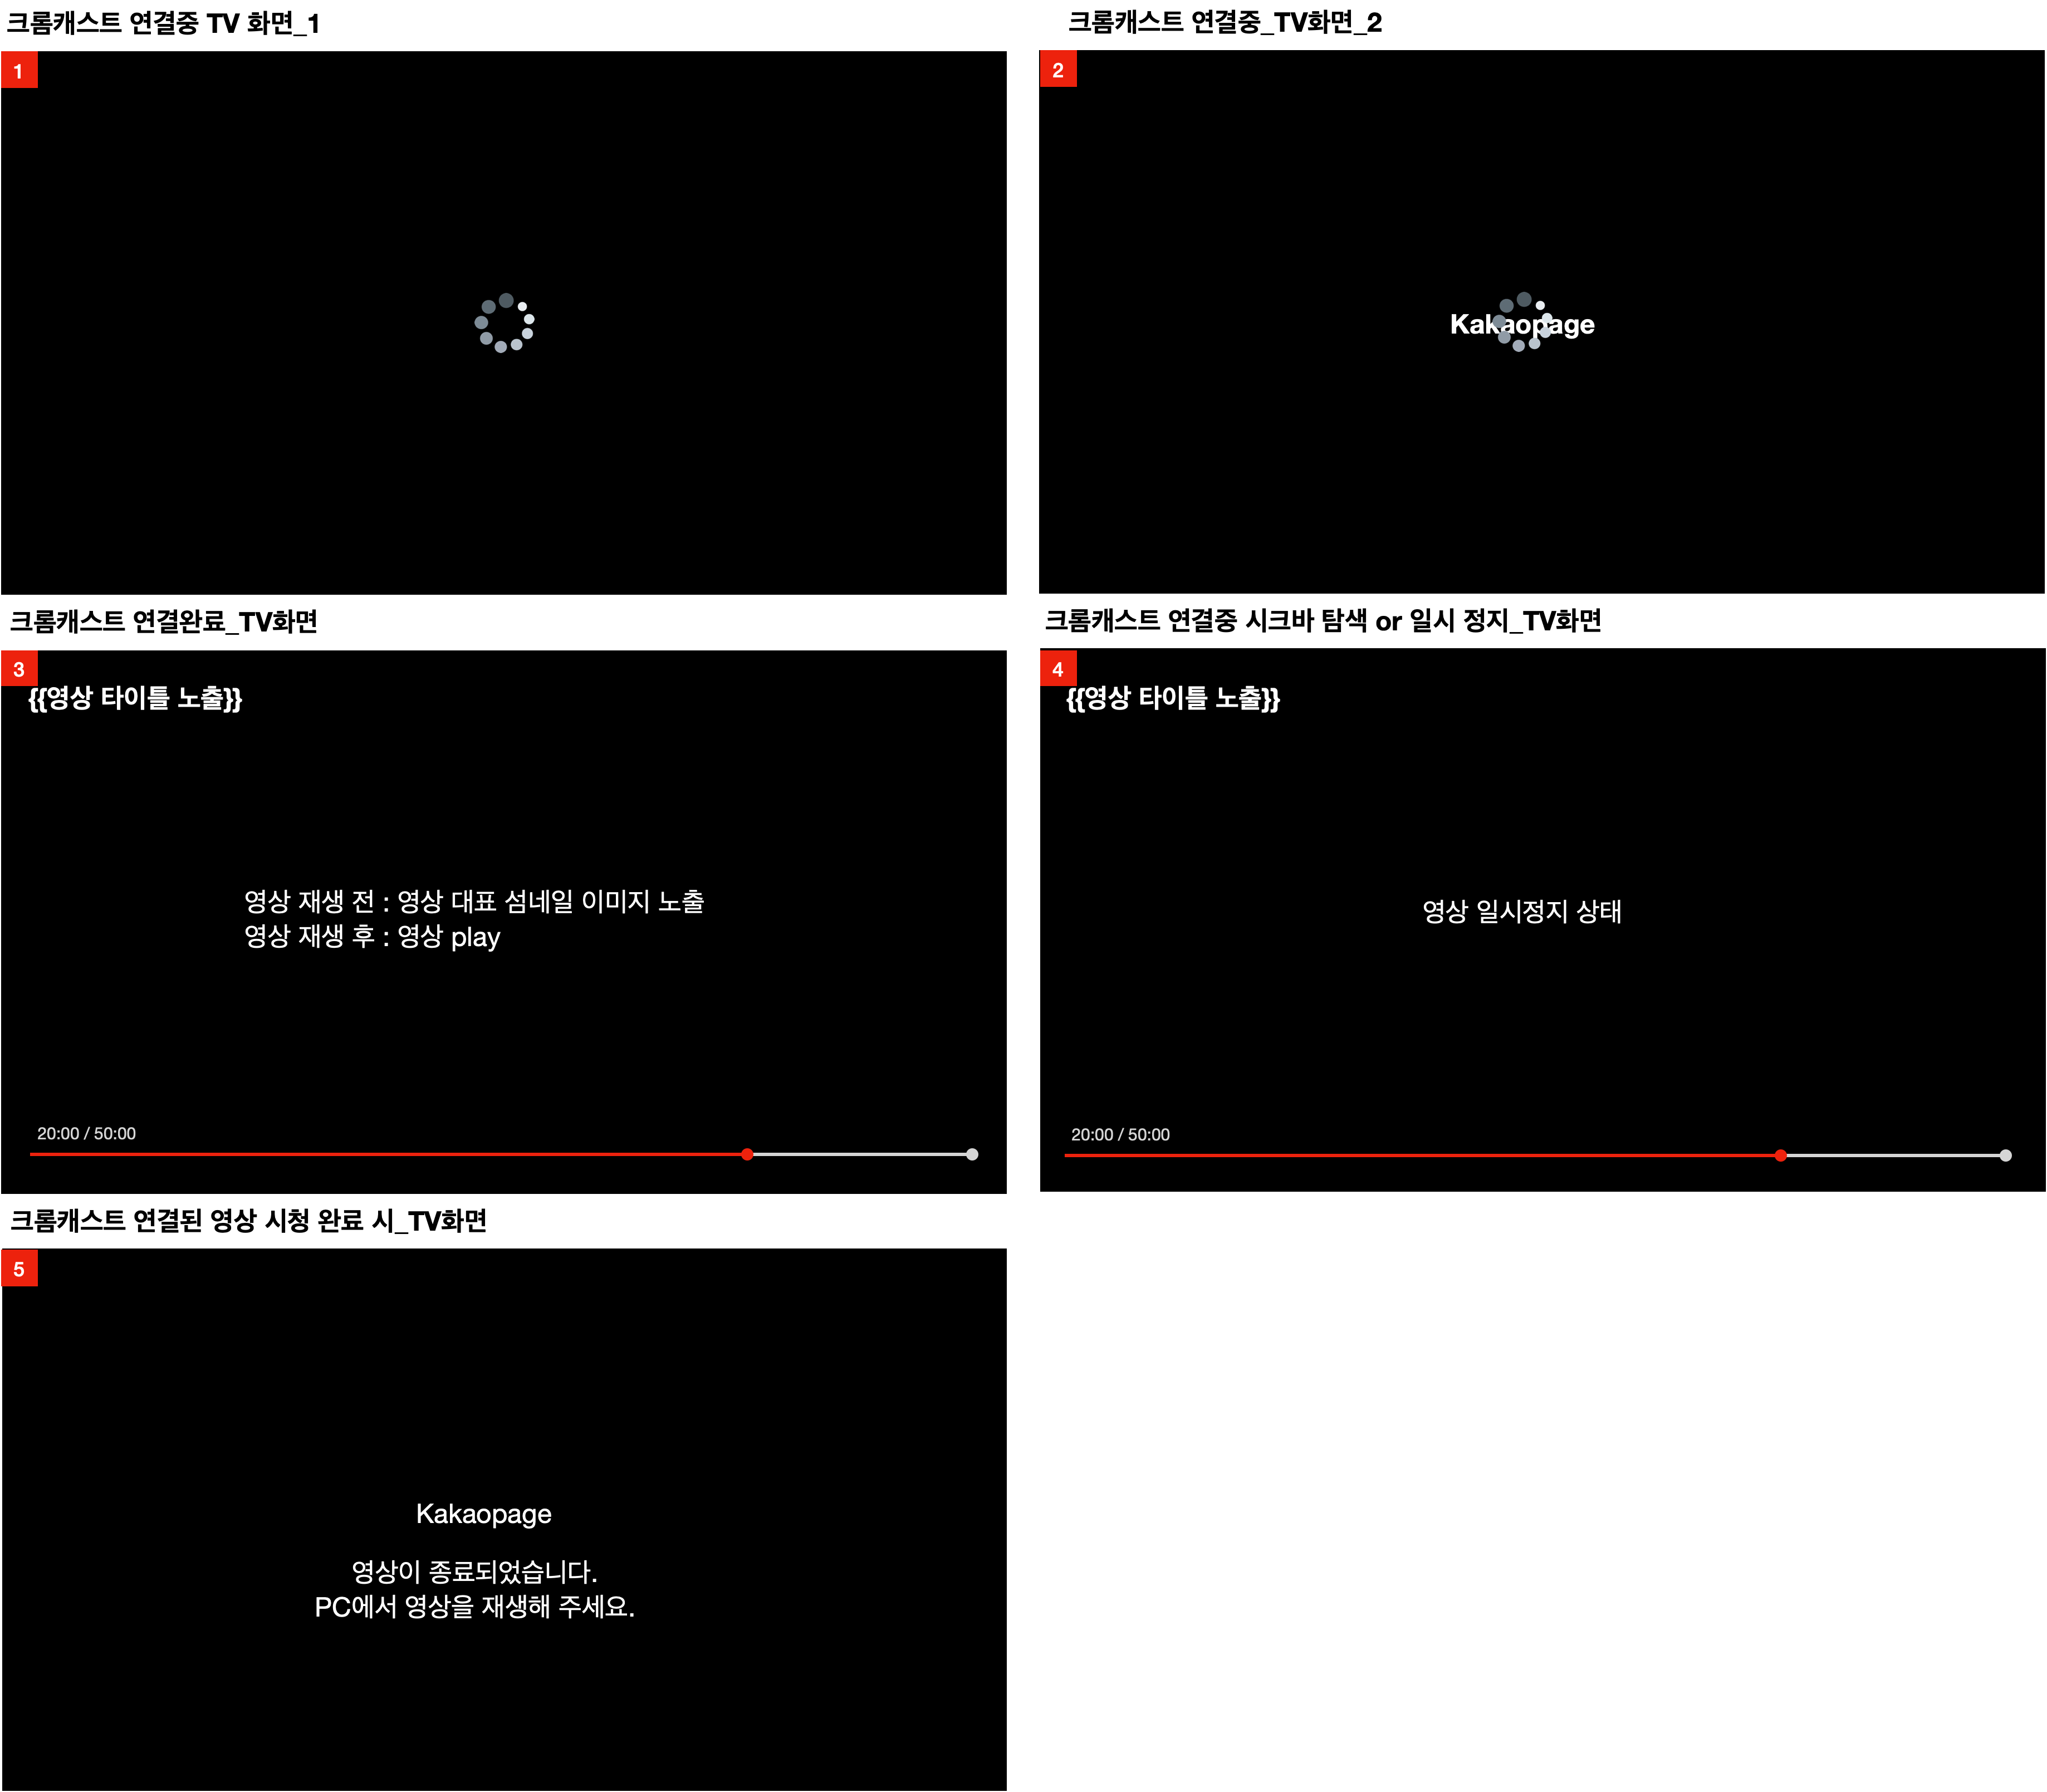 크롬캐스트 연결중 TV 화면_1
1
크롬캐스트 연결중_TV화면_2
2
Kakaopage
크롬캐스트 연결완료_TV화면
3
{{영상 타이틀 노출}}
영상 재생 전 : 영상 대표 섬네일 이미지 노출
영상 재생 후 : 영상 play
20:00 / 50:00
크롬캐스트 연결중 시크바 탐색 or 일시 정지_TV화면
4
{{영상 타이틀 노출}}
영상 일시정지 상태
20:00 / 50:00
크롬캐스트 연결된 영상 시청 완료 시_TV화면
5
Kakaopage
영상이 종료되었습니다.
PC에서 영상을 재생해 주세요.